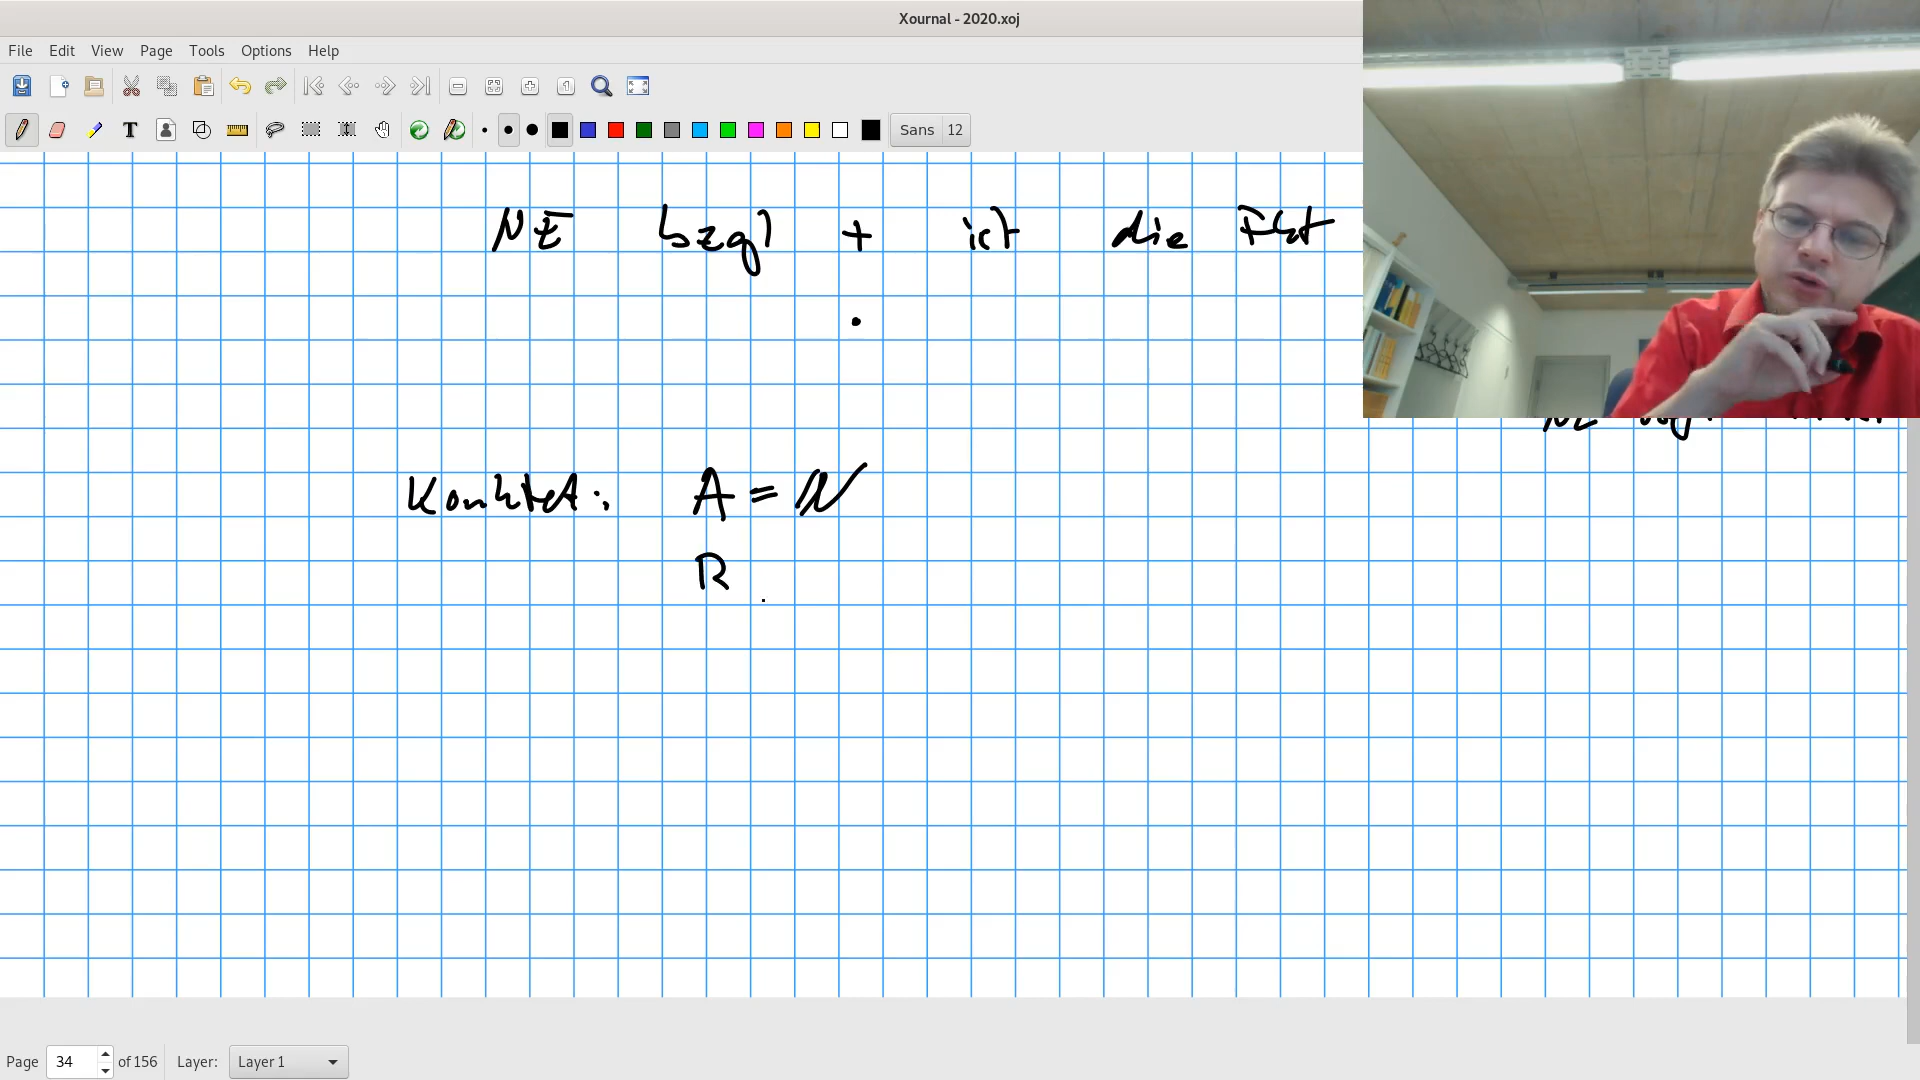 Xournal - 2020.xoj
File Edit View Page Tools Options Help
Sans 12
NE bzgl + ist die Fkt
·
Konkret: A = ℕ
R
Page 34 of 156 Layer: Layer 1